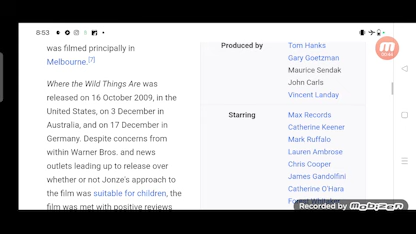 8:53
was filmed principally in
Melbourne.[7]
Where the Wild Things Are was
released on 16 October 2009, in the
United States, on 3 December in
Australia, and on 17 December in
Germany. Despite concerns from
within Warner Bros. and news
outlets leading up to release over
whether or not Jonze's approach to
the film was suitable for children, the
film was met with positive reviews
Produced by
Tom Hanks
Gary Goetzman
Maurice Sendak
John Carls
Vincent Landay
Starring
Max Records
Catherine Keener
Mark Ruffalo
Lauren Ambrose
Chris Cooper
James Gandolfini
Catherine O'Hara
Forest Whitaker
Recorded by Mobizen